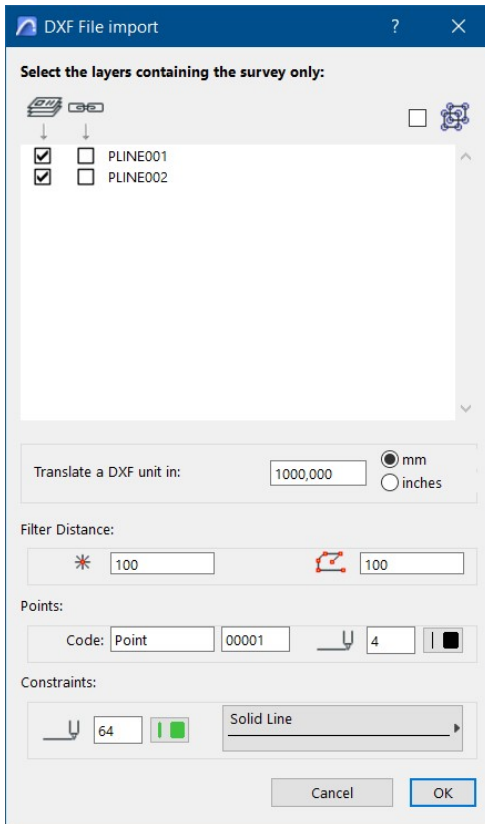 DXF File import ? ×
Select the layers containing the survey only:
PLINE001
PLINE002
Translate a DXF unit in: 1000,000
mm
inches
Filter Distance:
100 100
Points:
Code: Point 00001 4
Constraints:
64 Solid Line
Cancel OK